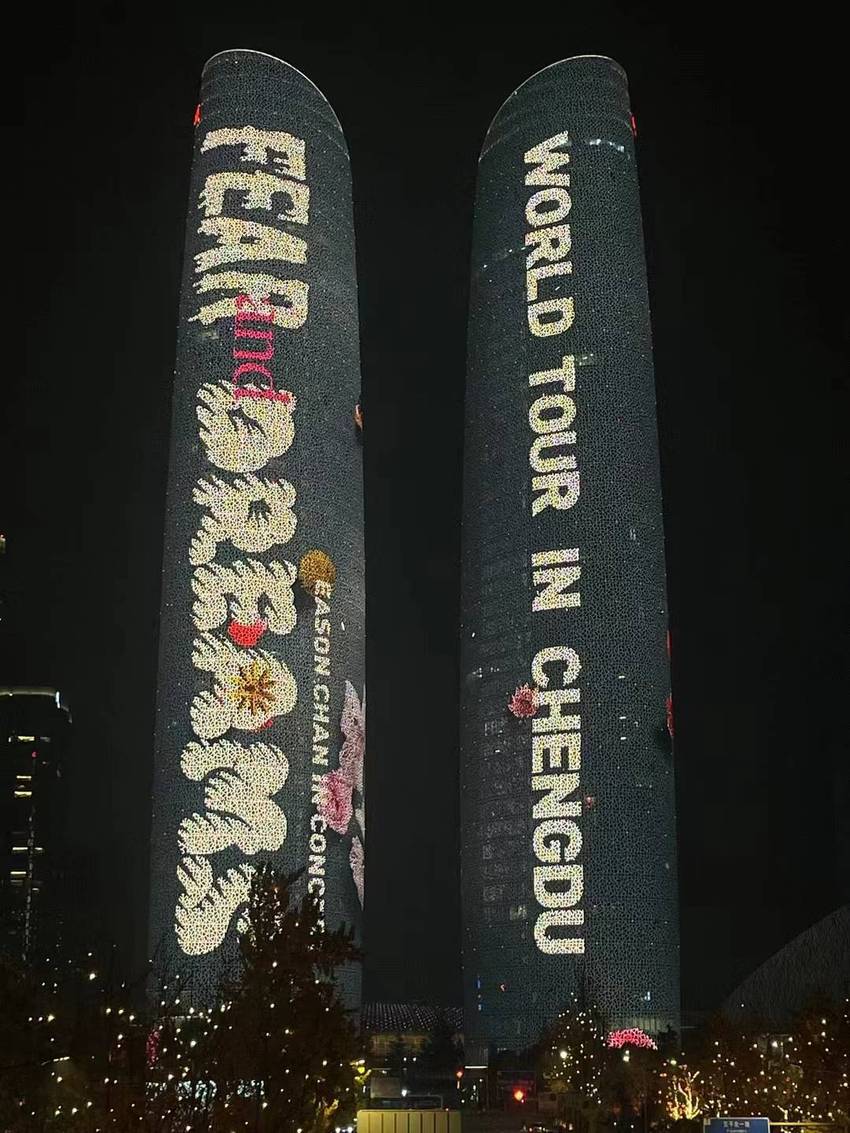 FEAR
and
DREAMS
EASON CHAN IN CONC
WORLD TOUR IN CHENGDU